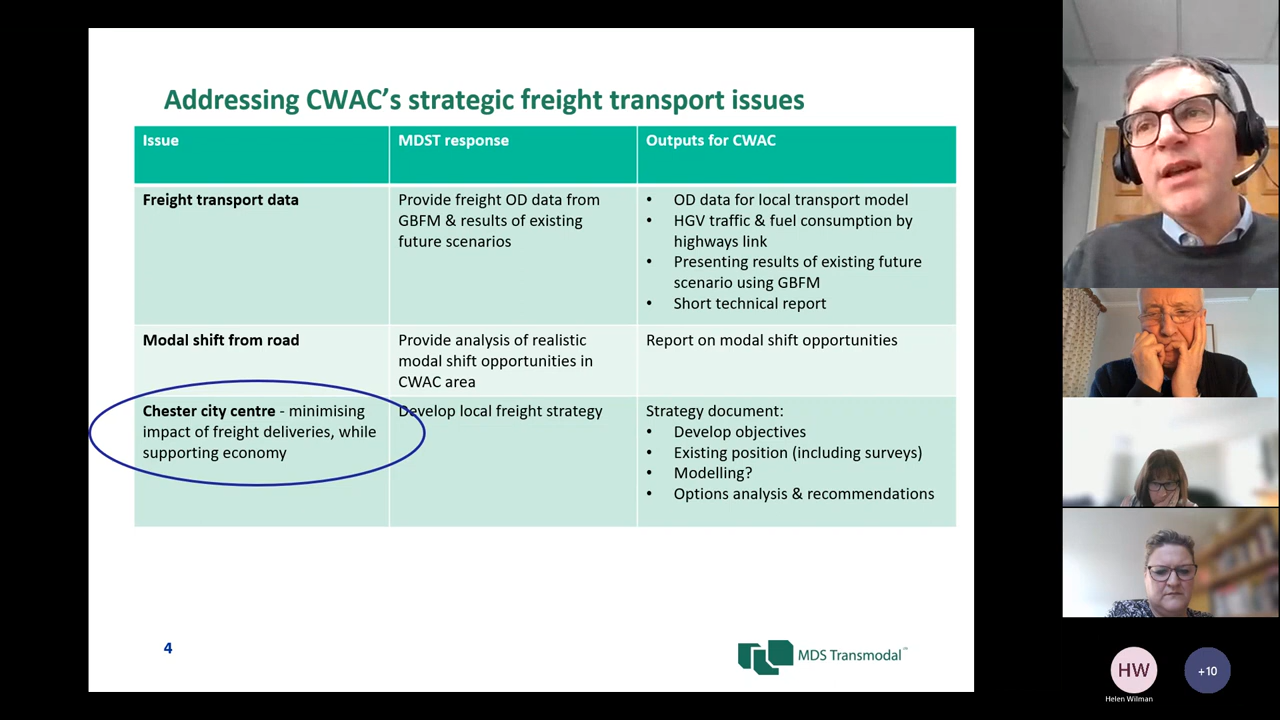 Addressing CWAC's strategic freight transport issues
Issue
MDST response
Outputs for CWAC
Freight transport data
Provide freight OD data from
GBFM & results of existing
future scenarios
• OD data for local transport model
• HGV traffic & fuel consumption by
highways link
• Presenting results of existing future
scenario using GBFM
• Short technical report
Modal shift from road
Provide analysis of realistic
modal shift opportunities in
CWAC area
Report on modal shift opportunities
Chester city centre - minimising
impact of freight deliveries, while
supporting economy
Develop local freight strategy
Strategy document:
• Develop objectives
• Existing position (including surveys)
• Modelling?
• Options analysis & recommendations
4
MDS Transmodal™
HW
+10
Helen Wilman